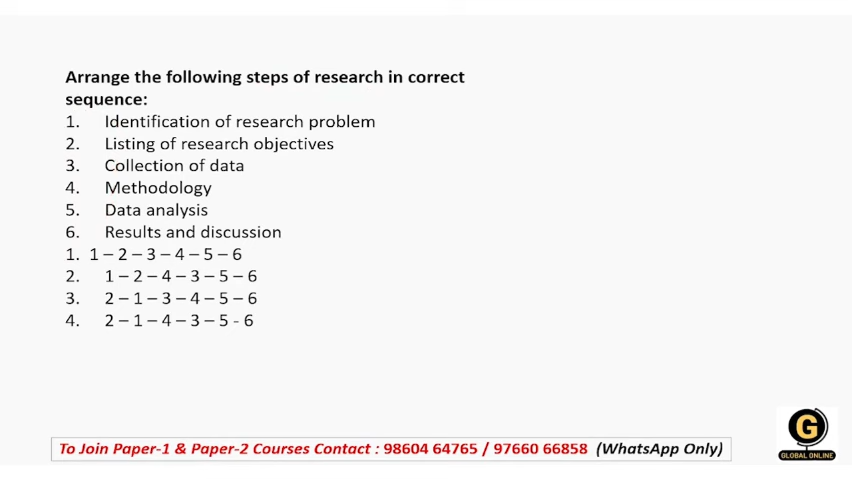 Arrange the following steps of research in correct
sequence:
1. Identification of research problem
2. Listing of research objectives
3. Collection of data
4. Methodology
5. Data analysis
6. Results and discussion
1. 1 – 2 – 3 – 4 – 5 – 6
2. 1 – 2 – 4 – 3 – 5 – 6
3. 2 – 1 – 3 – 4 – 5 – 6
4. 2 – 1 – 4 – 3 – 5 - 6
To Join Paper-1 & Paper-2 Courses Contact : 98604 64765 / 97660 66858 (WhatsApp Only)
G
GLOBAL ONLINE